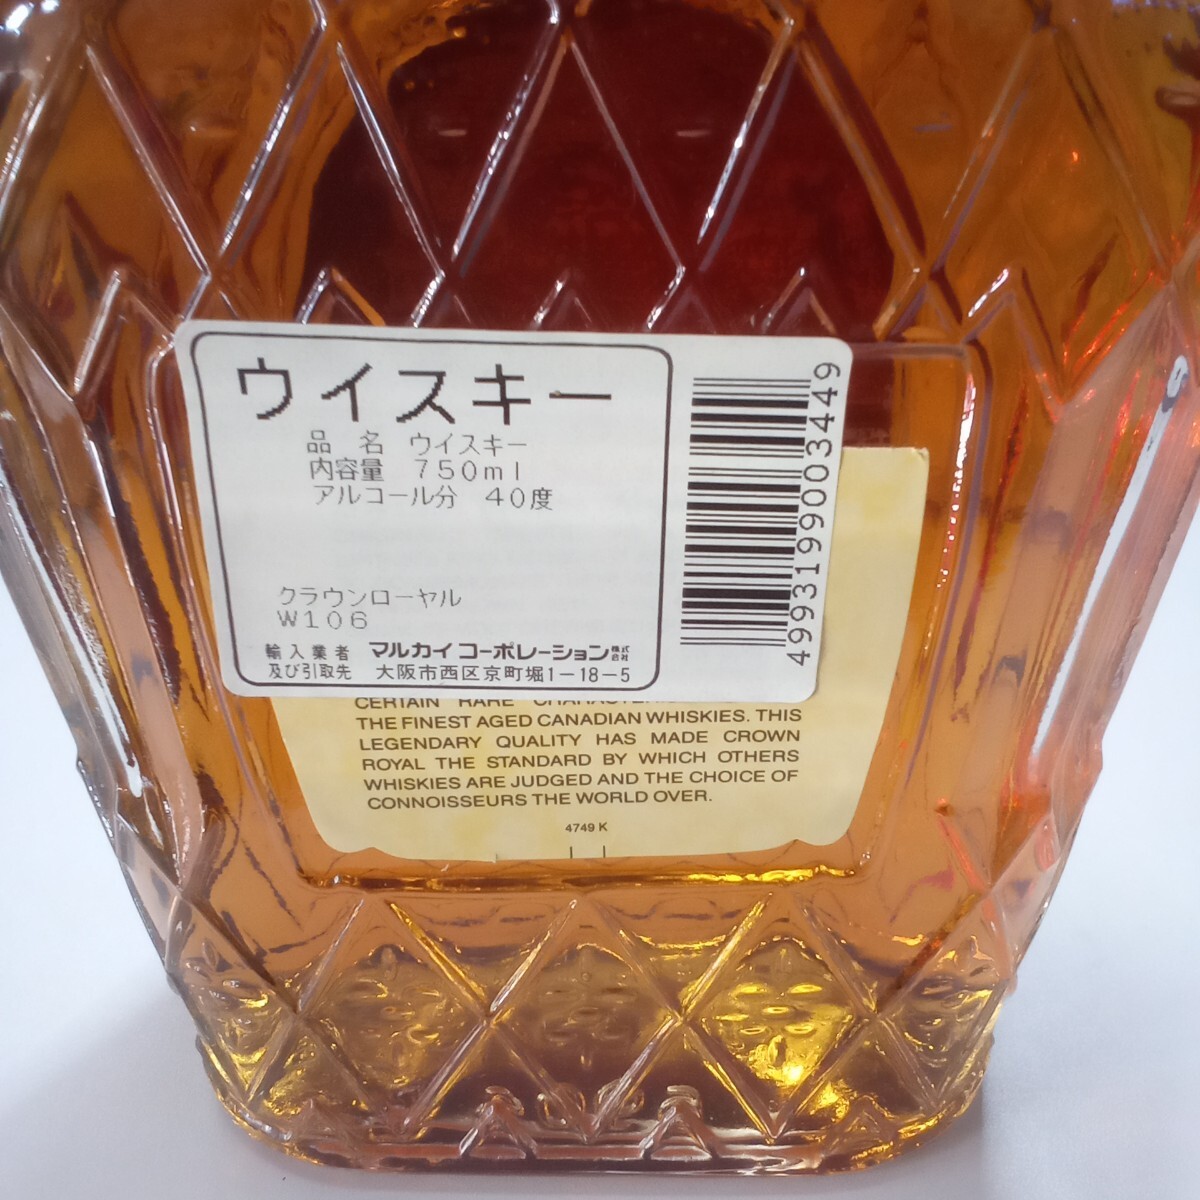 ウイスキー
品 名 ウイスキー
内容量 750ml
アルコール分 40度
クラウンローヤル
W106
輸入業者 及び引取先 マルカイ コーポレーション株式会社
大阪市西区京町堀1-18-5
4993199003449
CERTAIN RARE
THE FINEST AGED CANADIAN WHISKIES. THIS
LEGENDARY QUALITY HAS MADE CROWN
ROYAL THE STANDARD BY WHICH OTHERS
WHISKIES ARE JUDGED AND THE CHOICE OF
CONNOISSEURS THE WORLD OVER.
4749 K